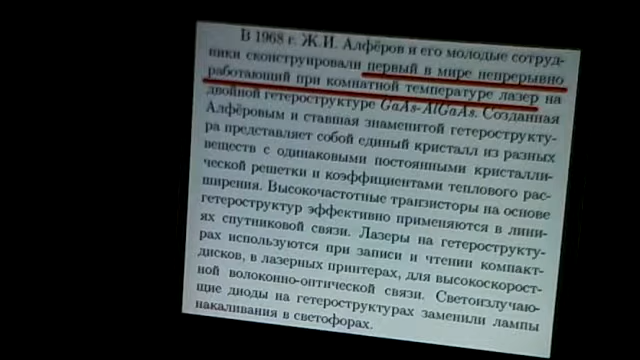 В 1968 г. Ж.И. Алфёров и его молодые сотруд-
ники сконструировали первый в мире непрерывно
работающий при комнатной температуре лазер на
двойной гетероструктуре GaAs-AlGaAs. Созданная
Алфёровым и ставшая знаменитой гетерострукту-
ра представляет собой единый кристалл из разных
веществ с одинаковыми постоянными кристалли-
ческой решетки и коэффициентами теплового рас-
ширения. Высокочастотные транзисторы на основе
гетероструктур эффективно применяются в лини-
ях спутниковой связи. Лазеры на гетерострукту-
рах используются при записи и чтении компакт-
дисков, в лазерных принтерах, для высокоскорост-
ной волоконно-оптической связи. Светоизлучаю-
щие диоды на гетероструктурах заменили лампы
накаливания в светофорах.